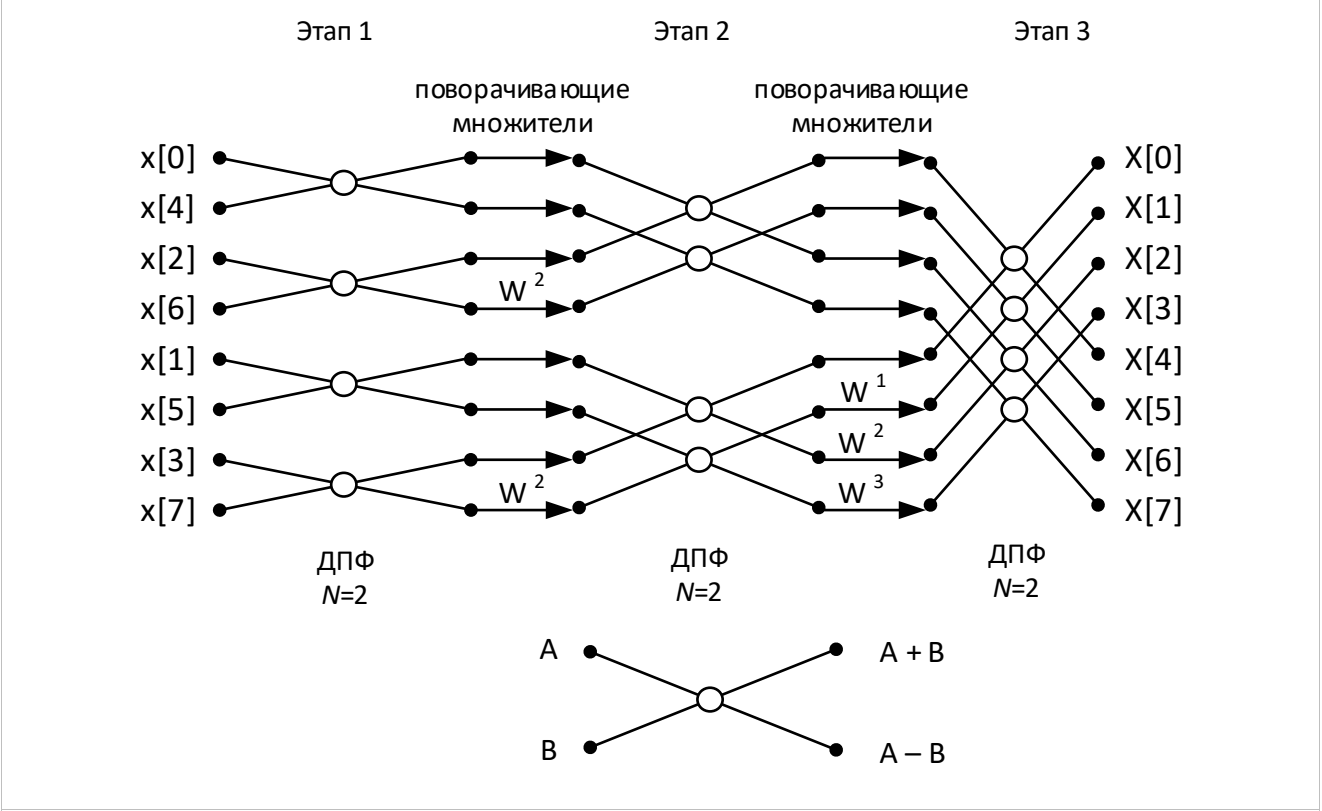 Этап 1 Этап 2 Этап 3
поворачивающие поворачивающие
множители множители
x[0] X[0]
x[4] X[1]
x[2] X[2]
W 2
x[6] X[3]
x[1] X[4]
W 1
x[5] X[5]
W 2
x[3] X[6]
W 2 W 3
x[7] X[7]
ДПФ ДПФ ДПФ
N=2 N=2 N=2
A A + B
B A – B